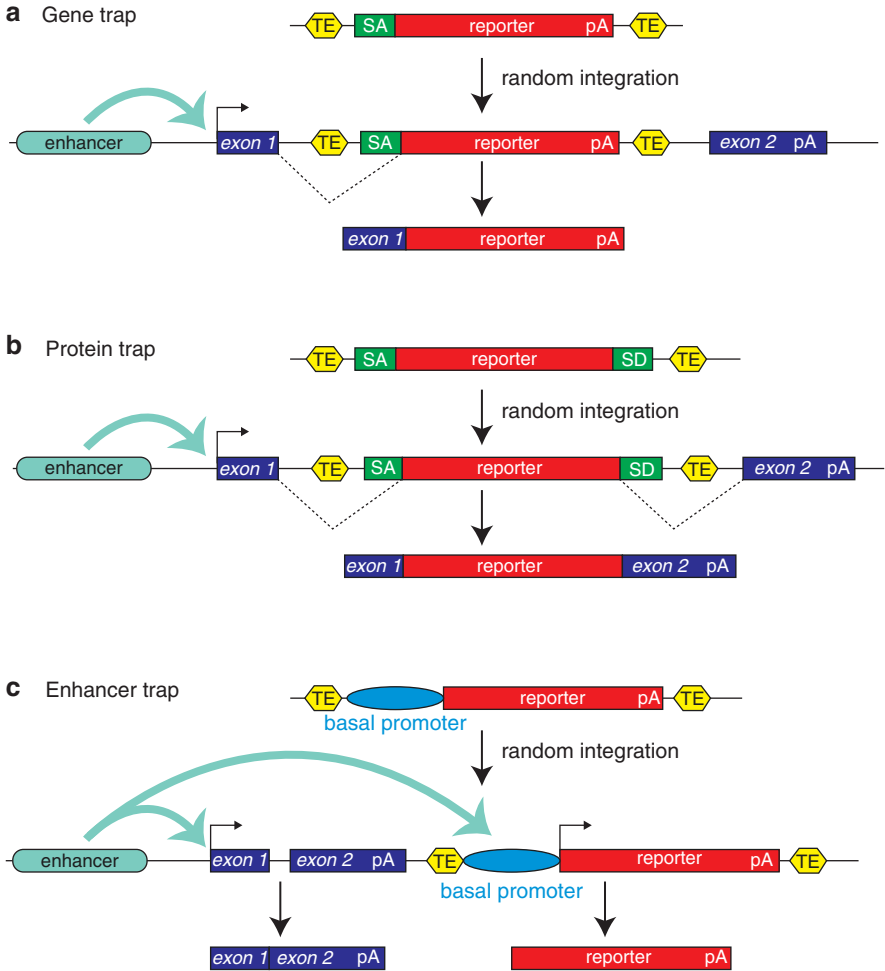 a Gene trap
TE SA reporter pA TE
random integration
enhancer exon 1 TE SA reporter pA TE exon 2 pA
exon 1 reporter pA
b Protein trap
TE SA reporter SD TE
random integration
enhancer exon 1 TE SA reporter SD TE exon 2 pA
exon 1 reporter exon 2 pA
c Enhancer trap
TE reporter pA TE
basal promoter
random integration
enhancer exon 1 exon 2 pA TE reporter pA TE
basal promoter
exon 1 exon 2 pA reporter pA